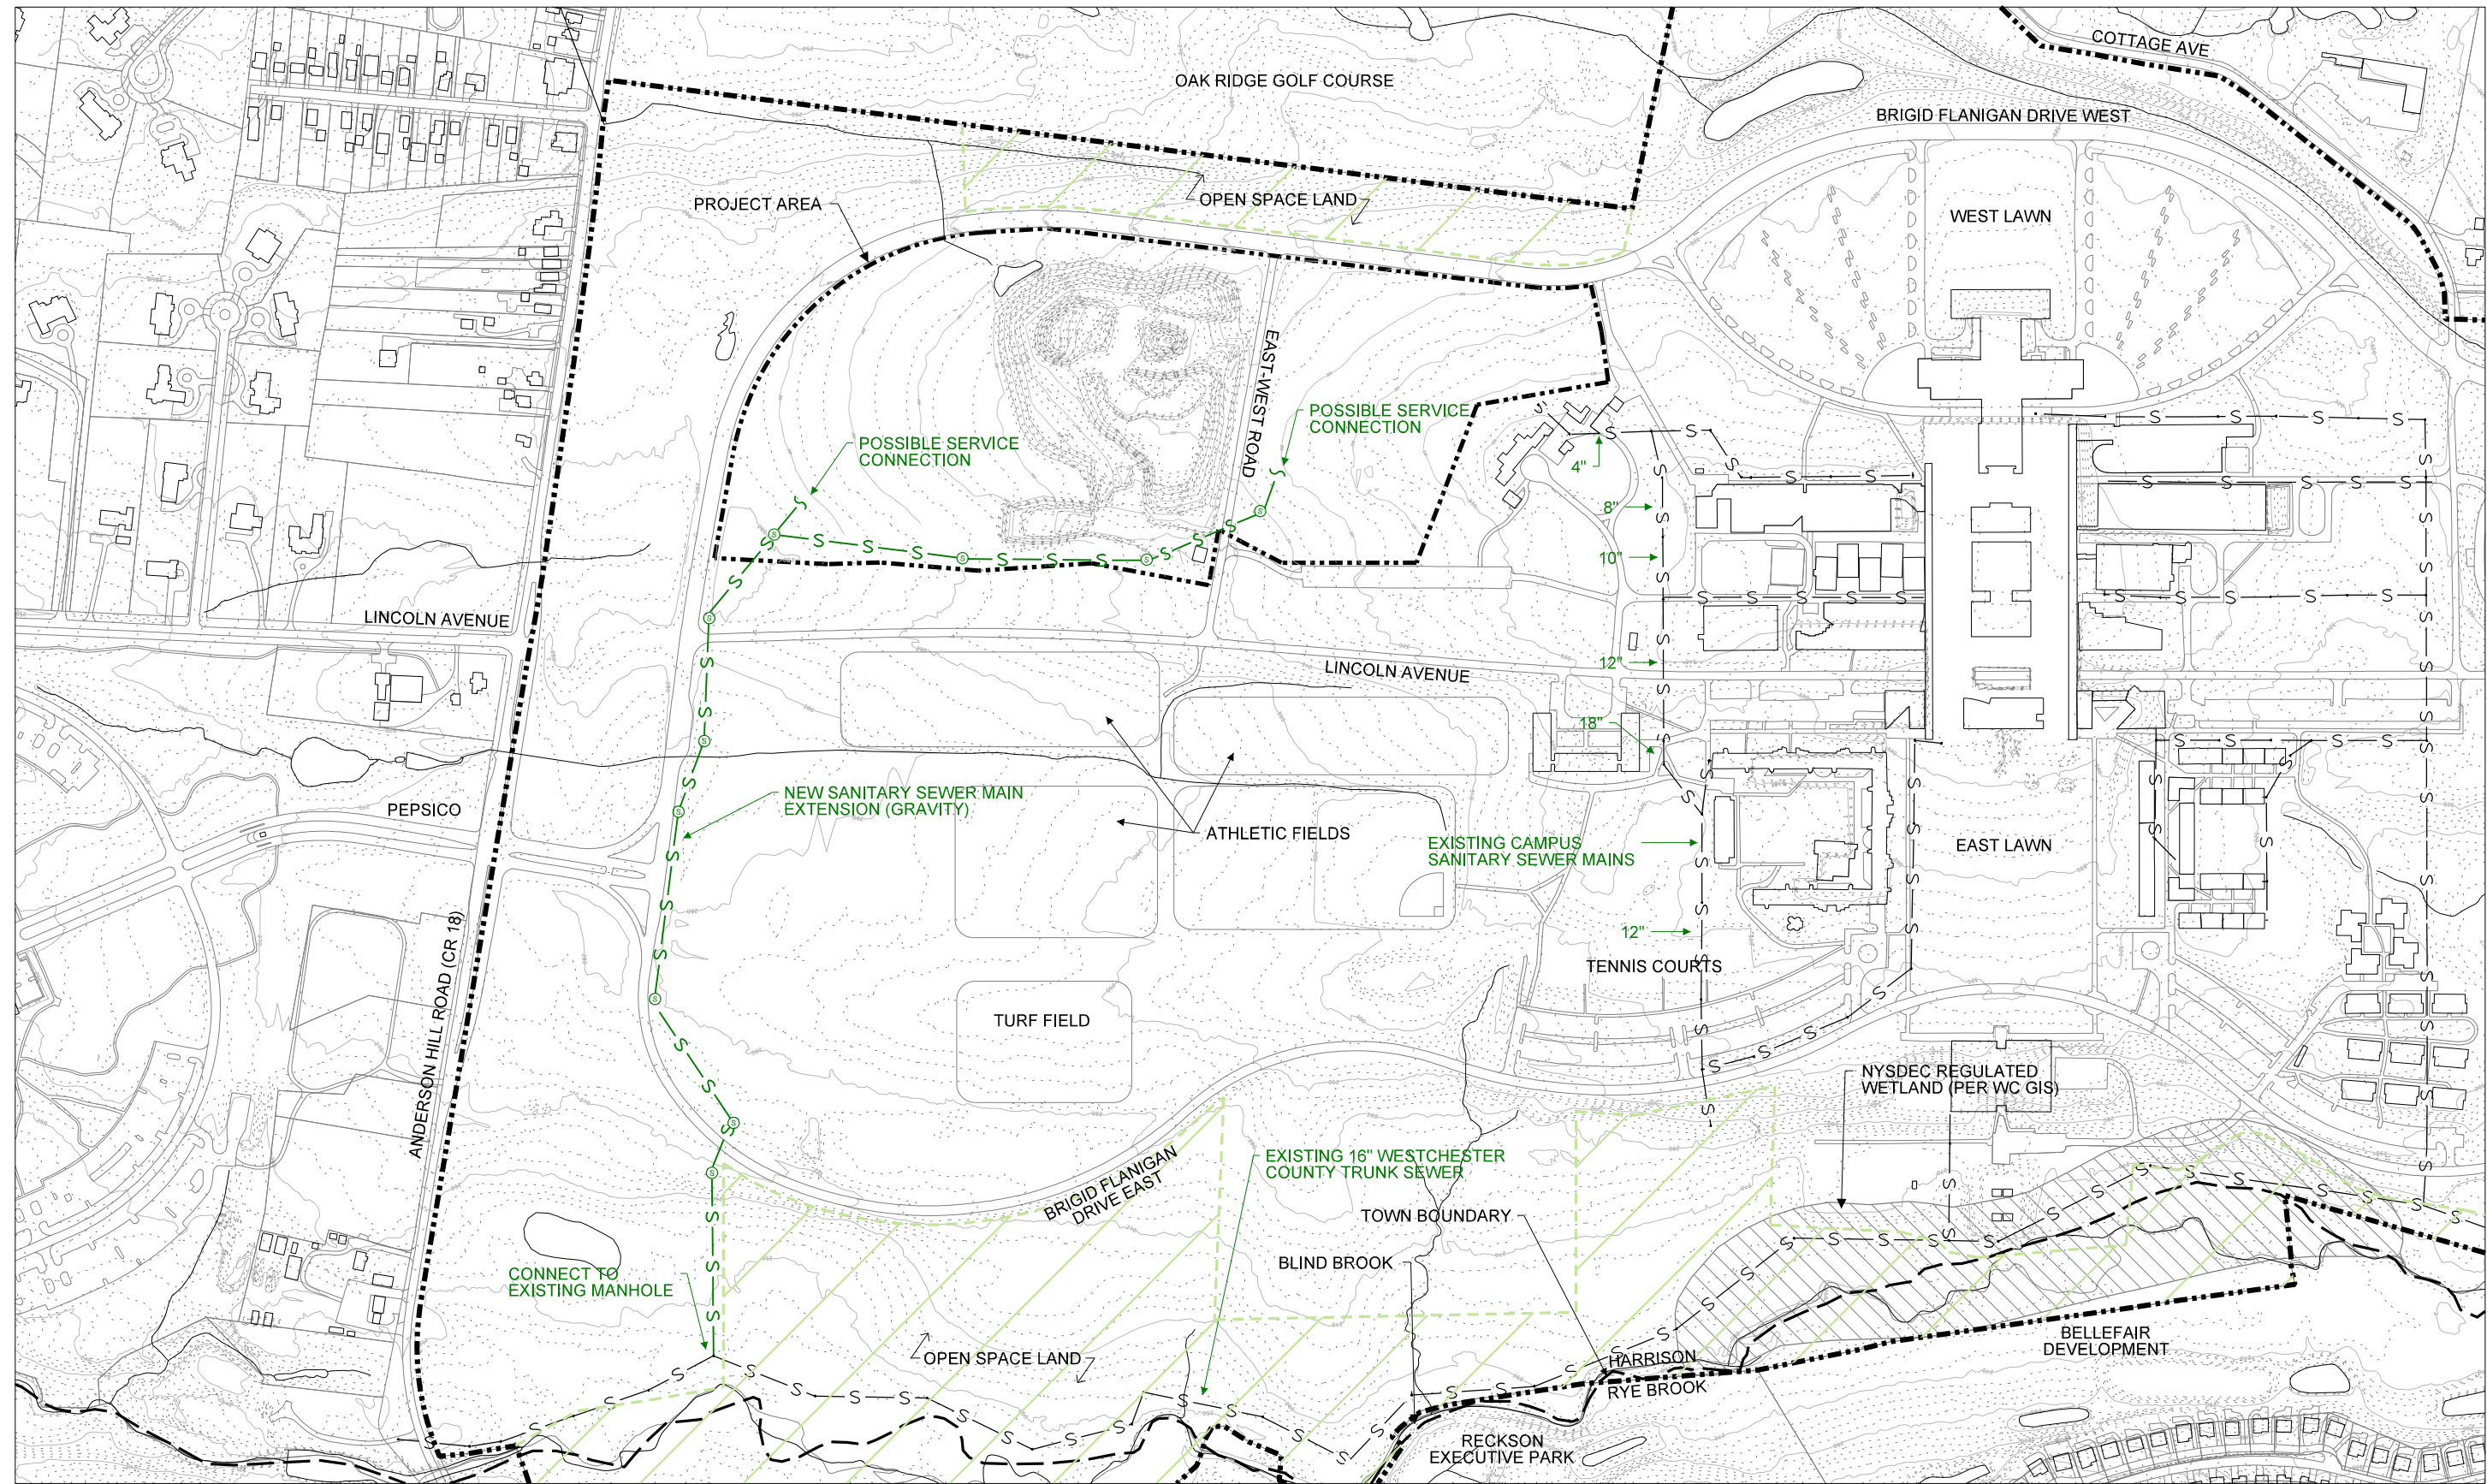 COTTAGE AVE
OAK RIDGE GOLF COURSE
BRIGID FLANIGAN DRIVE WEST
PROJECT AREA
OPEN SPACE LAND
WEST LAWN
EAST-WEST ROAD
POSSIBLE SERVICE
CONNECTION
POSSIBLE SERVICE
CONNECTION
4"
8"
10"
12"
18"
LINCOLN AVENUE
LINCOLN AVENUE
PEPSICO
NEW SANITARY SEWER MAIN
EXTENSION (GRAVITY)
ATHLETIC FIELDS
EXISTING CAMPUS
SANITARY SEWER MAINS
EAST LAWN
12"
TENNIS COURTS
ANDERSON HILL ROAD (CR 18)
TURF FIELD
NYSDEC REGULATED
WETLAND (PER WC GIS)
BRIGID FLANIGAN
DRIVE EAST
EXISTING 16" WESTCHESTER
COUNTY TRUNK SEWER
TOWN BOUNDARY
BLIND BROOK
CONNECT TO
EXISTING MANHOLE
OPEN SPACE LAND
HARRISON
RYE BROOK
BELLEFAIR
DEVELOPMENT
RECKSON
EXECUTIVE PARK